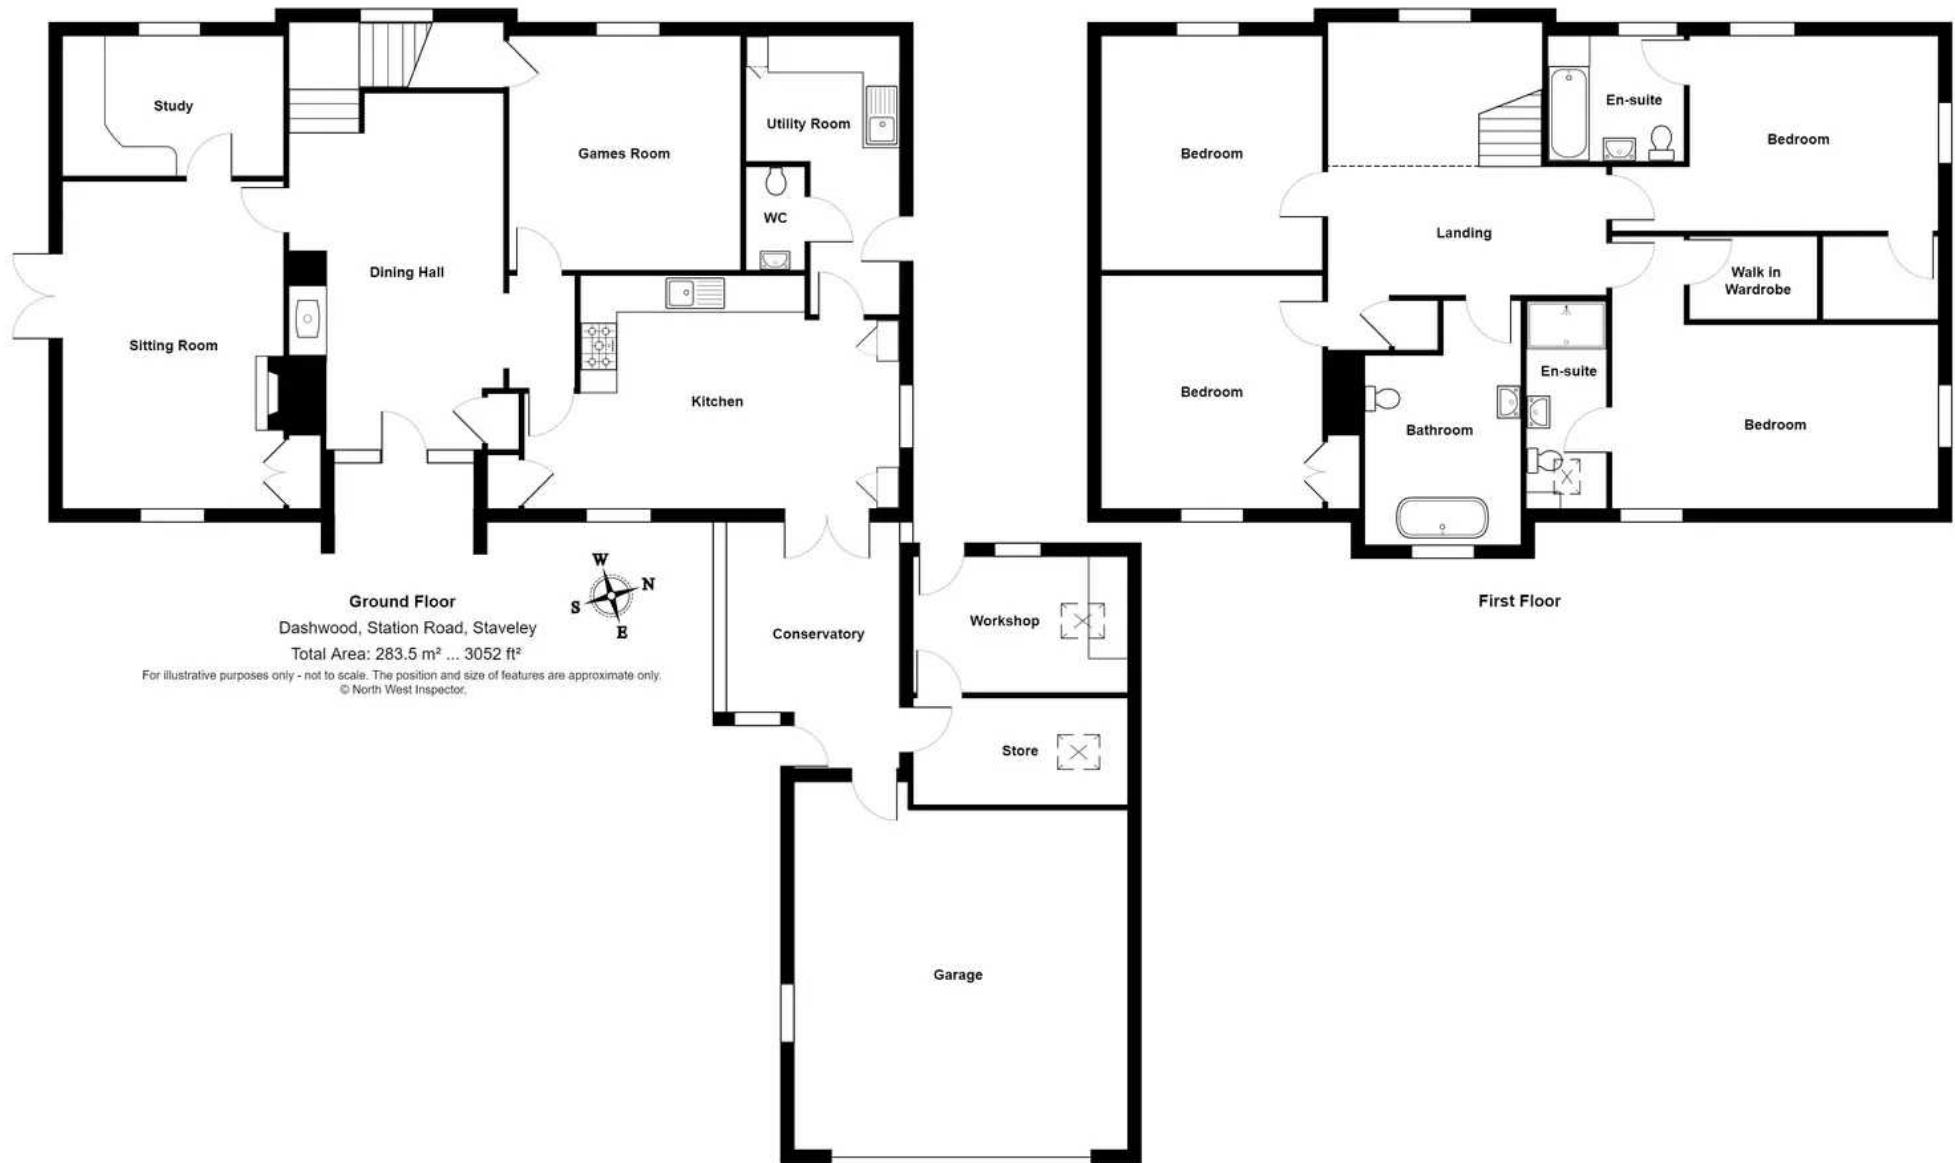 Study
Games Room
Utility Room
WC
Dining Hall
Sitting Room
Kitchen
Ground Floor
Dashwood, Station Road, Staveley
Total Area: 283.5 m² ... 3052 ft²
For illustrative purposes only - not to scale. The position and size of features are approximate only.
© North West Inspector.
W
N
S
E
Conservatory
Workshop
Store
Garage
Bedroom
En-suite
Bedroom
Landing
Walk in
Wardrobe
Bedroom
Bathroom
En-suite
Bedroom
First Floor